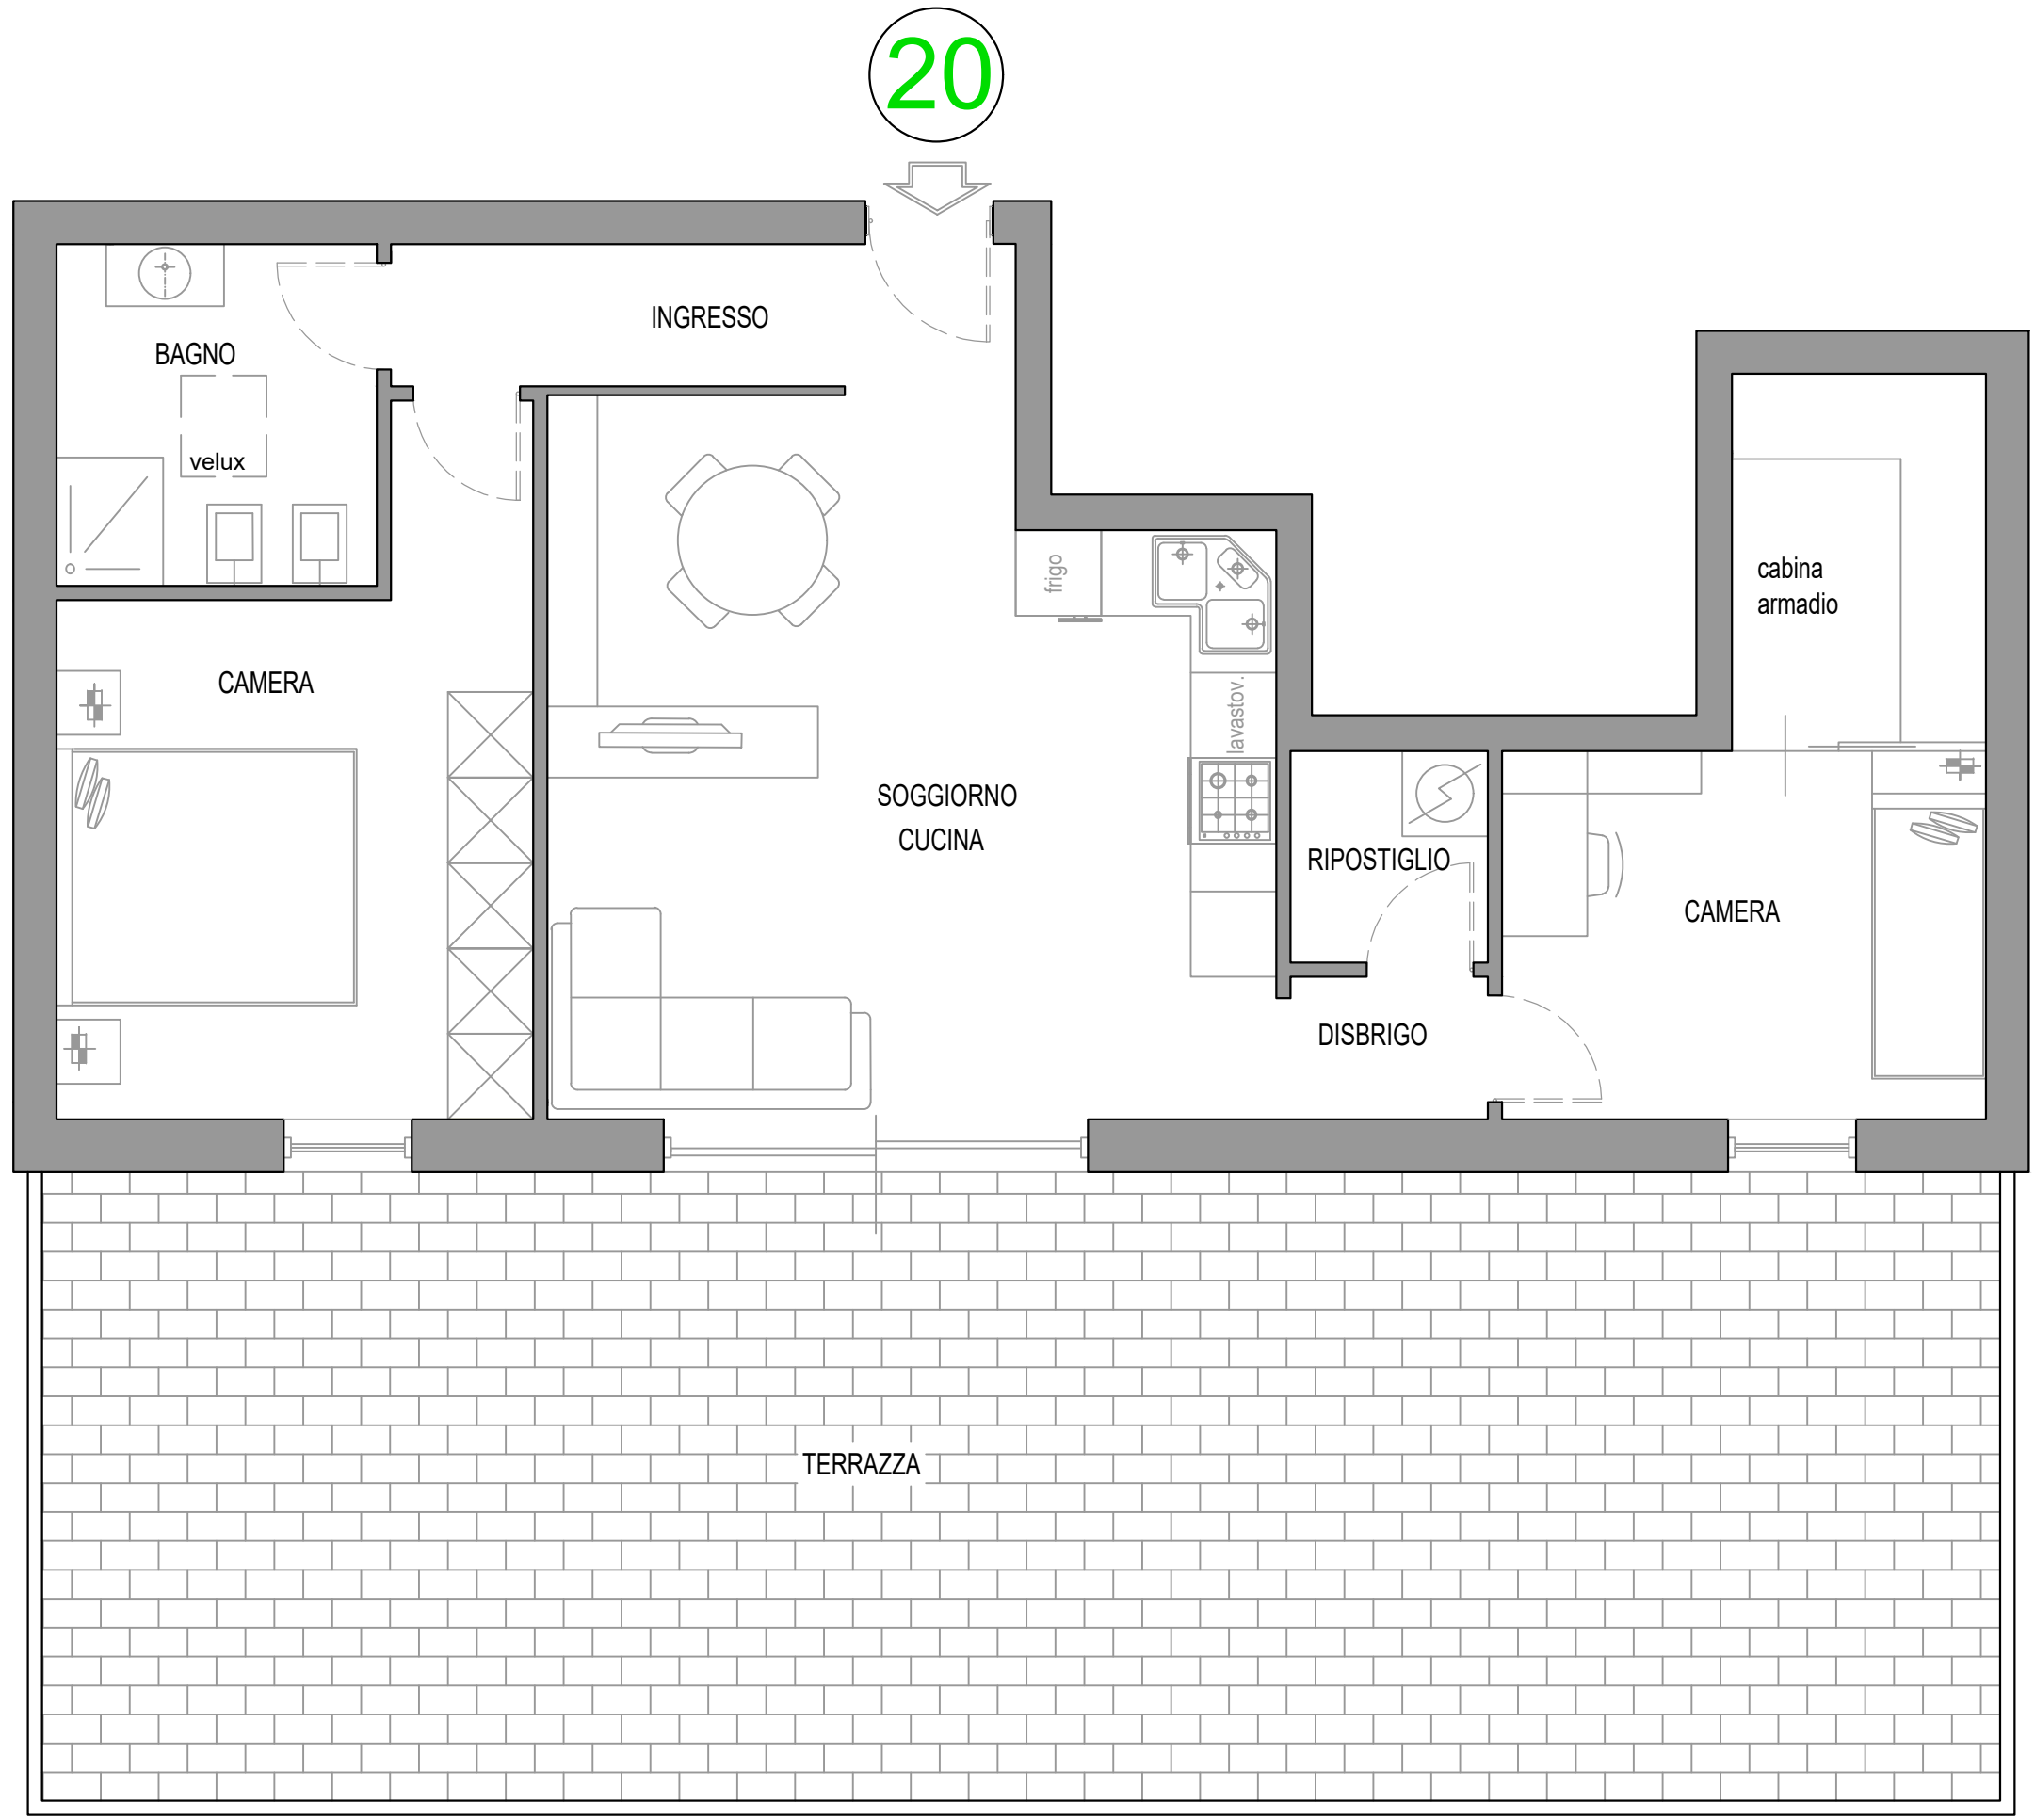 20
INGRESSO
BAGNO
velux
cabina
armadio
frigo
CAMERA
lavastov.
SOGGIORNO
CUCINA
RIPOSTIGLIO
CAMERA
DISBRIGO
TERRAZZA